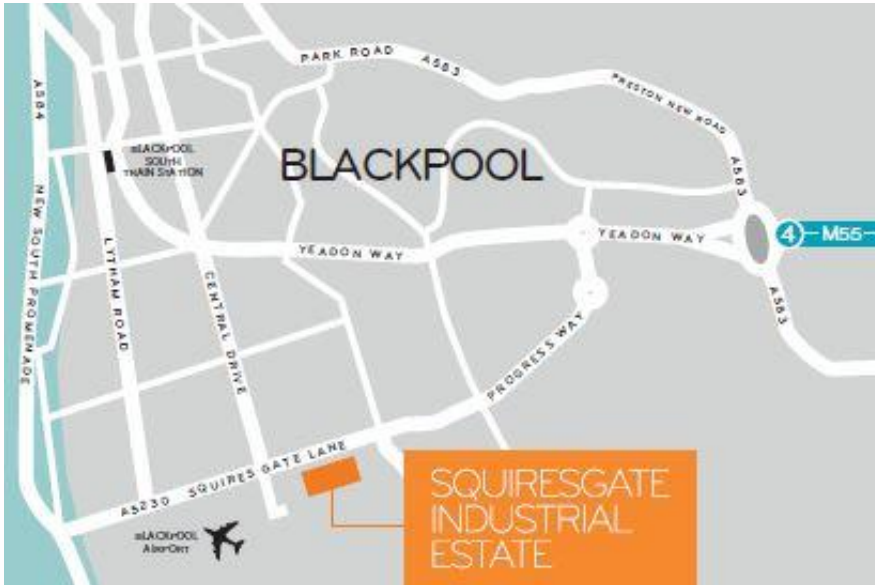 PARK ROAD
A583
PRESTON NEW ROAD
A584
BLACKPOOL
SOUTH
TRAIN STATION
BLACKPOOL
A583
NEW SOUTH PROMENADE
LYTHAM ROAD
YEADON WAY
YEADON WAY
4
M55
CENTRAL DRIVE
A583
PROGRESS WAY
A5230 SQUIRES GATE LANE
BLACKPOOL
AIRPORT
SQUIRESGATE
INDUSTRIAL
ESTATE